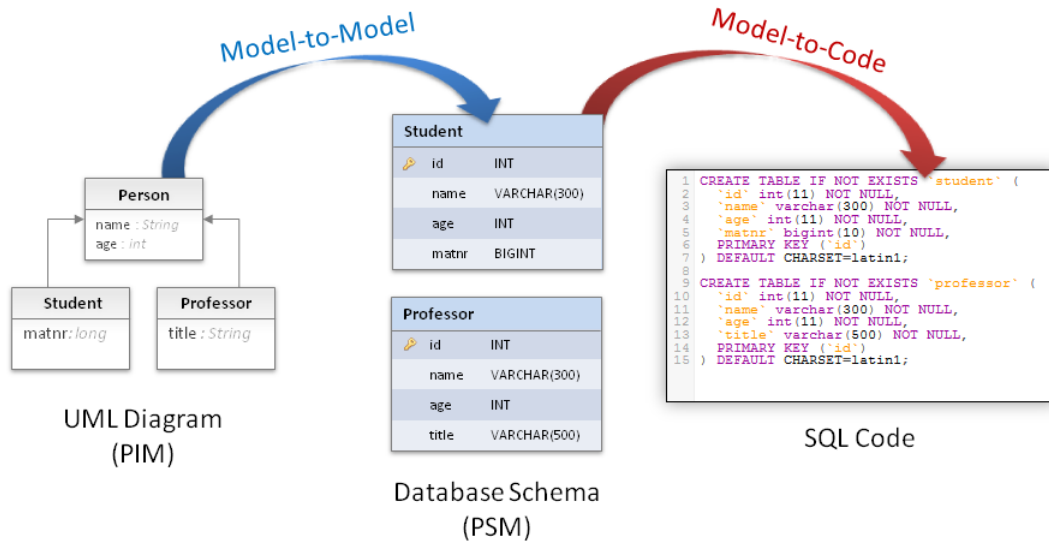 Model-to-Model
Model-to-Code
Person
name : String
age : int
Student
matnr: long
Professor
title : String
UML Diagram
(PIM)
Student
id INT
name VARCHAR(300)
age INT
matnr BIGINT
Professor
id INT
name VARCHAR(300)
age INT
title VARCHAR(500)
Database Schema
(PSM)
1 CREATE TABLE IF NOT EXISTS `student` (
2 `id` int(11) NOT NULL,
3 `name` varchar(300) NOT NULL,
4 `age` int(11) NOT NULL,
5 `matnr` bigint(10) NOT NULL,
6 PRIMARY KEY (`id`)
7 ) DEFAULT CHARSET=latin1;
8
9 CREATE TABLE IF NOT EXISTS `professor` (
10 `id` int(11) NOT NULL,
11 `name` varchar(300) NOT NULL,
12 `age` int(11) NOT NULL,
13 `title` varchar(500) NOT NULL,
14 PRIMARY KEY (`id`)
15 ) DEFAULT CHARSET=latin1;
SQL Code